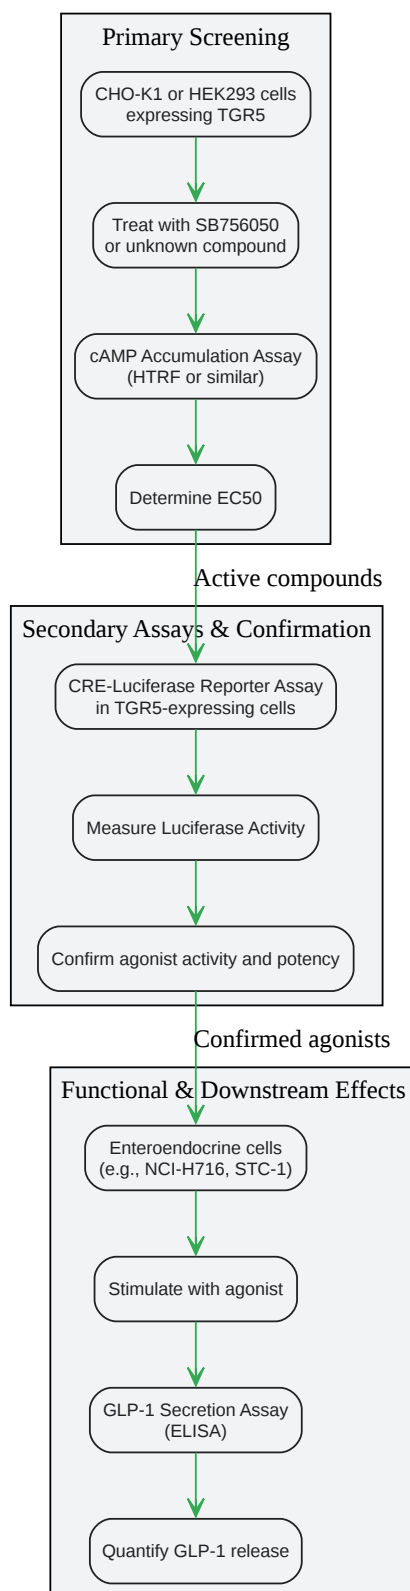 Primary Screening
CHO-K1 or HEK293 cells
expressing TGR5
Treat with SB756050
or unknown compound
cAMP Accumulation Assay
(HTRF or similar)
Determine EC50
Active compounds
Secondary Assays & Confirmation
CRE-Luciferase Reporter Assay
in TGR5-expressing cells
Measure Luciferase Activity
Confirm agonist activity and potency
Confirmed agonists
Functional & Downstream Effects
Enteroendocrine cells
(e.g., NCI-H716, STC-1)
Stimulate with agonist
GLP-1 Secretion Assay
(ELISA)
Quantify GLP-1 release